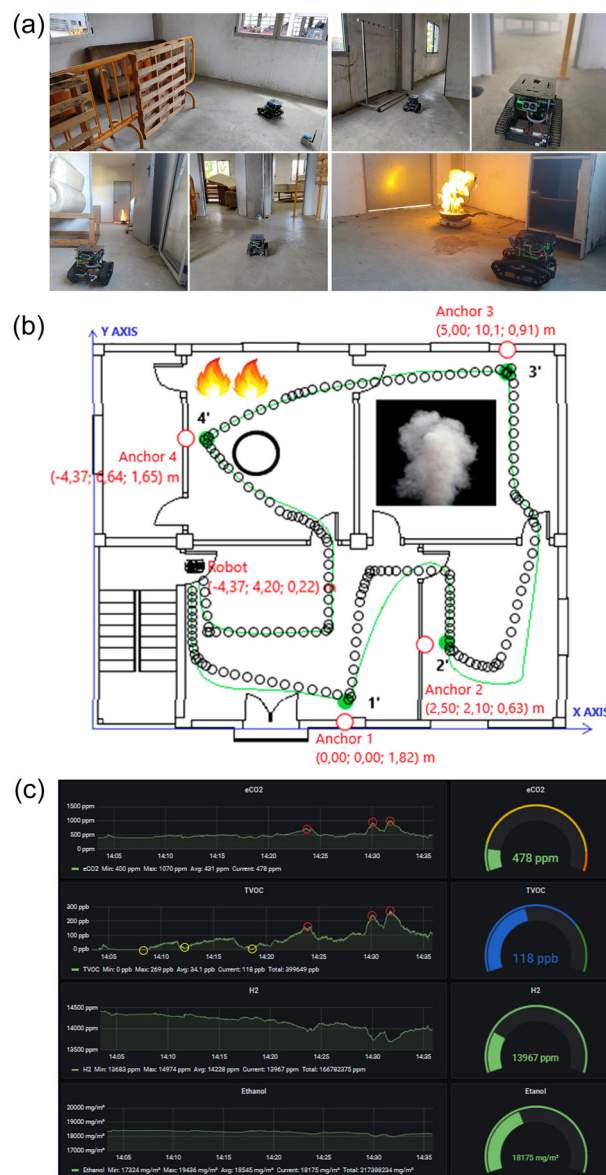 (a)
(b)
Y AXIS
Anchor 3
(5,00; 10,1; 0,91) m
3'
4'
Anchor 4
(-4,37; 6,64; 1,65) m
Robot
(-4,37; 4,20; 0,22) m
2'
1'
Anchor 2
(2,50; 2,10; 0,63) m
X AXIS
Anchor 1
(0,00; 0,00; 1,82) m
(c)
eCO2
1500 ppm
1000 ppm
500 ppm
0 ppm
14:05 14:10 14:15 14:20 14:25 14:30 14:35
eCO2 Min: 400 ppm Max: 1070 ppm Avg: 431 ppm Current: 478 ppm
eCO2
478 ppm
TVOC
300 ppb
200 ppb
100 ppb
0 ppb
14:05 14:10 14:15 14:20 14:25 14:30 14:35
TVOC Min: 0 ppb Max: 269 ppb Avg: 34.1 ppb Current: 118 ppb Total: 399649 ppb
TVOC
118 ppb
H2
14500 ppm
14000 ppm
13500 ppm
14:05 14:10 14:15 14:20 14:25 14:30 14:35
H2 Min: 13683 ppm Max: 14974 ppm Avg: 14228 ppm Current: 13967 ppm Total: 166782375 ppm
H2
13967 ppm
Ethanol
20000 mg/m³
19000 mg/m³
18000 mg/m³
17000 mg/m³
14:05 14:10 14:15 14:20 14:25 14:30 14:35
Ethanol Min: 17324 mg/m³ Max: 19436 mg/m³ Avg: 18545 mg/m³ Current: 18175 mg/m³ Total: 217388234 mg/m³
Etanol
18175 mg/m³